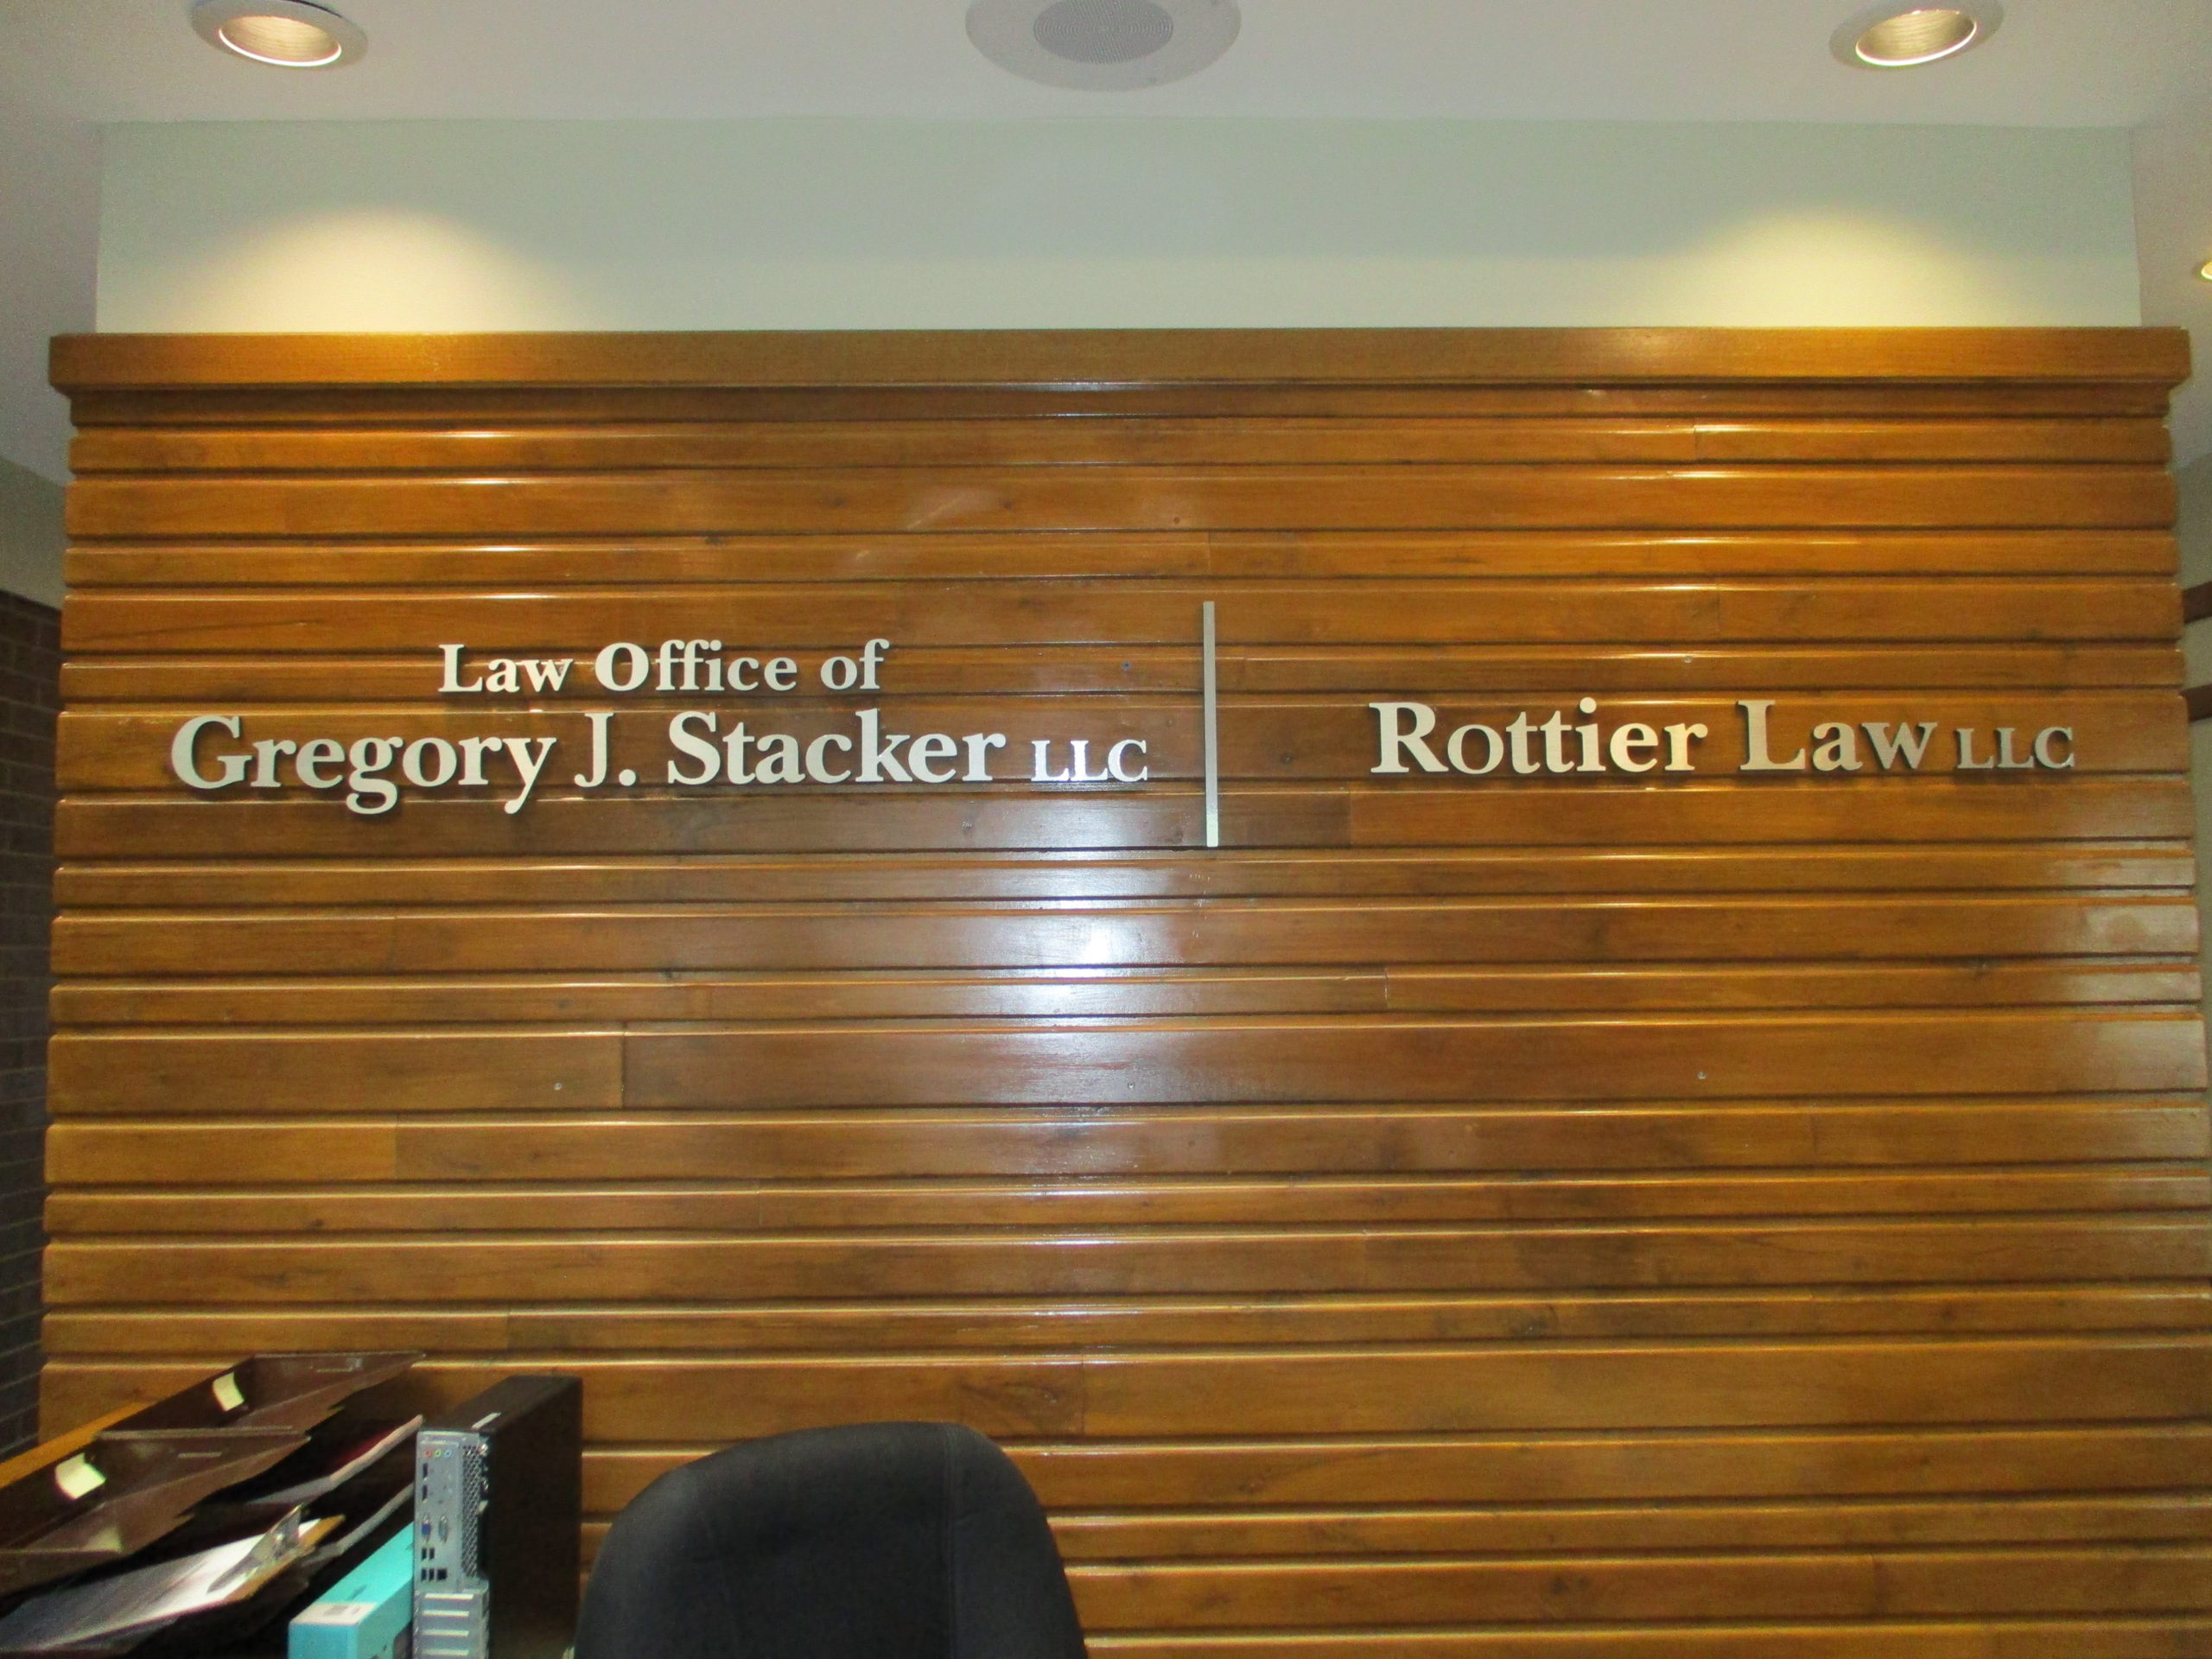 Law Office of
Gregory J. Stacker LLC
Rottier Law LLC